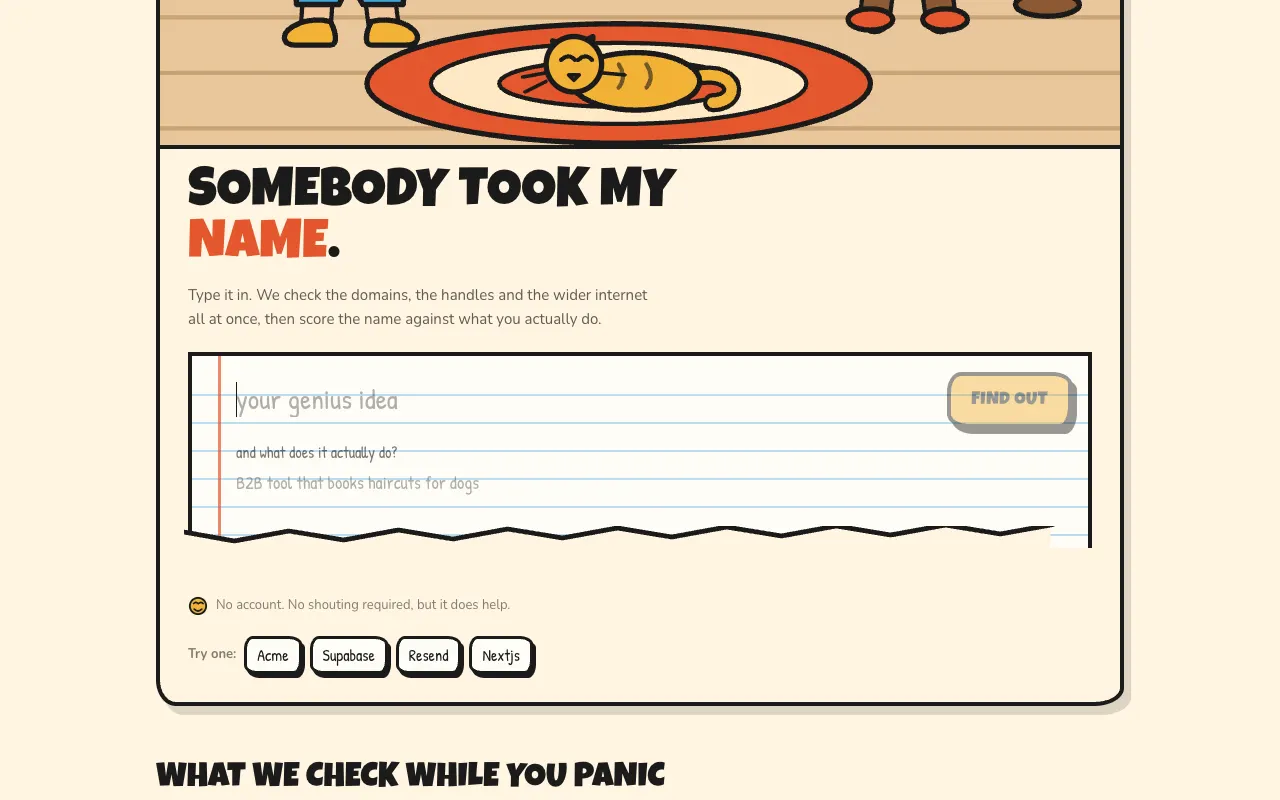 SOMEBODY TOOK MY
NAME.
Type it in. We check the domains, the handles and the wider internet
all at once, then score the name against what you actually do.
your genius idea
FIND OUT
and what does it actually do?
B2B tool that books haircuts for dogs
No account. No shouting required, but it does help.
Try one: Acme Supabase Resend Nextjs
WHAT WE CHECK WHILE YOU PANIC